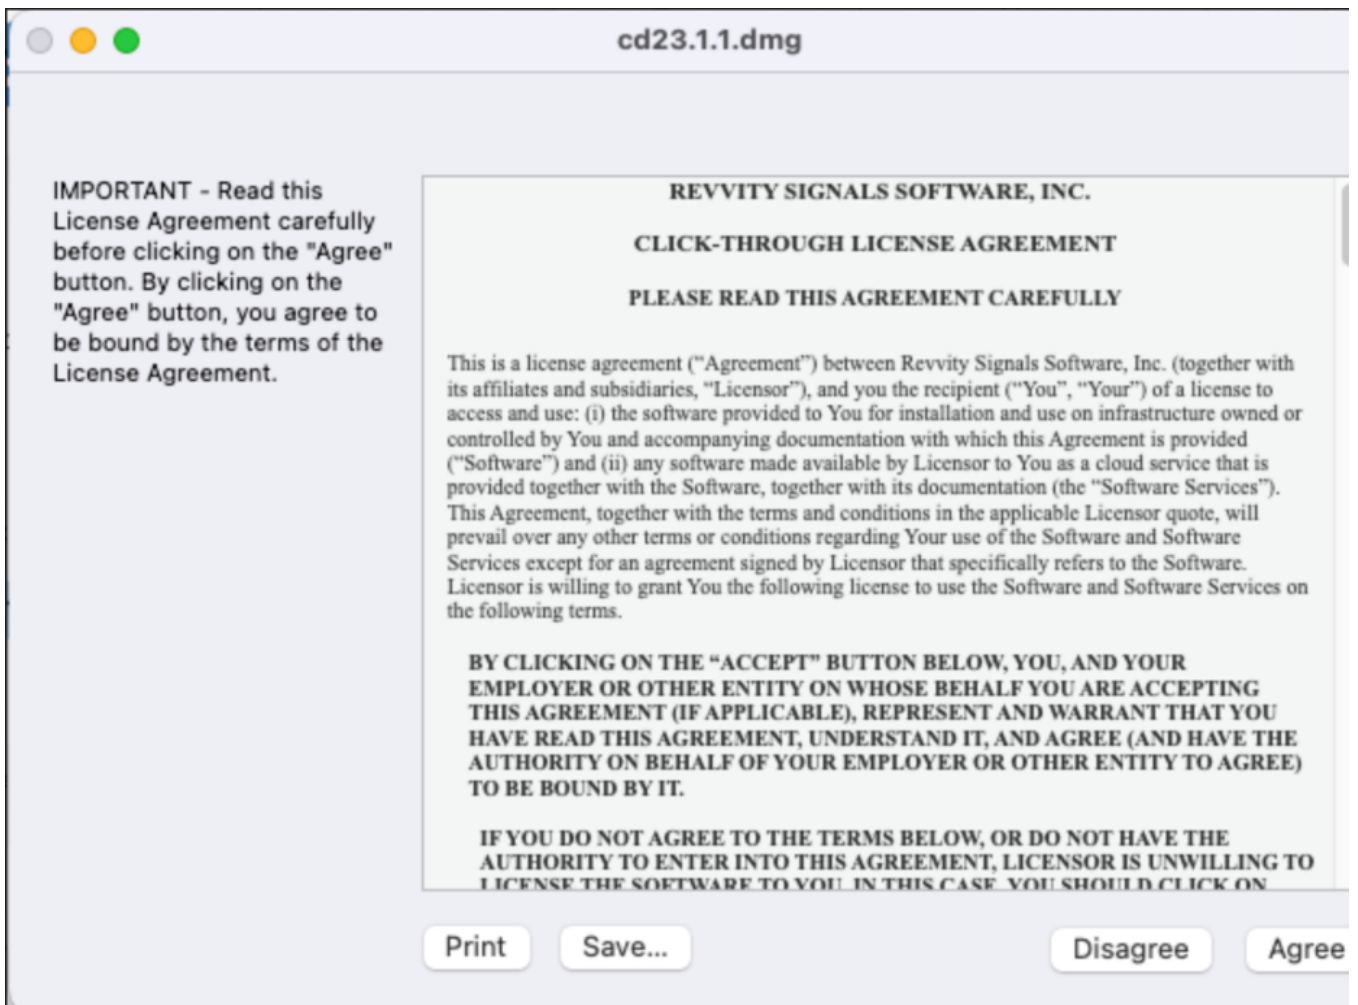 cd23.1.1.dmg
IMPORTANT - Read this
License Agreement carefully
before clicking on the "Agree"
button. By clicking on the
"Agree" button, you agree to
be bound by the terms of the
License Agreement.
REVVITY SIGNALS SOFTWARE, INC.
CLICK-THROUGH LICENSE AGREEMENT
PLEASE READ THIS AGREEMENT CAREFULLY
This is a license agreement (“Agreement”) between Revvity Signals Software, Inc. (together with
its affiliates and subsidiaries, “Licensor”), and you the recipient (“You”, “Your”) of a license to
access and use: (i) the software provided to You for installation and use on infrastructure owned or
controlled by You and accompanying documentation with which this Agreement is provided
(“Software”) and (ii) any software made available by Licensor to You as a cloud service that is
provided together with the Software, together with its documentation (the “Software Services”).
This Agreement, together with the terms and conditions in the applicable Licensor quote, will
prevail over any other terms or conditions regarding Your use of the Software and Software
Services except for an agreement signed by Licensor that specifically refers to the Software.
Licensor is willing to grant You the following license to use the Software and Software Services on
the following terms.
BY CLICKING ON THE “ACCEPT” BUTTON BELOW, YOU, AND YOUR
EMPLOYER OR OTHER ENTITY ON WHOSE BEHALF YOU ARE ACCEPTING
THIS AGREEMENT (IF APPLICABLE), REPRESENT AND WARRANT THAT YOU
HAVE READ THIS AGREEMENT, UNDERSTAND IT, AND AGREE (AND HAVE THE
AUTHORITY ON BEHALF OF YOUR EMPLOYER OR OTHER ENTITY TO AGREE)
TO BE BOUND BY IT.
IF YOU DO NOT AGREE TO THE TERMS BELOW, OR DO NOT HAVE THE
AUTHORITY TO ENTER INTO THIS AGREEMENT, LICENSOR IS UNWILLING TO
LICENSE THE SOFTWARE TO YOU. IN THIS CASE, YOU SHOULD CLICK ON
Print Save... Disagree Agree